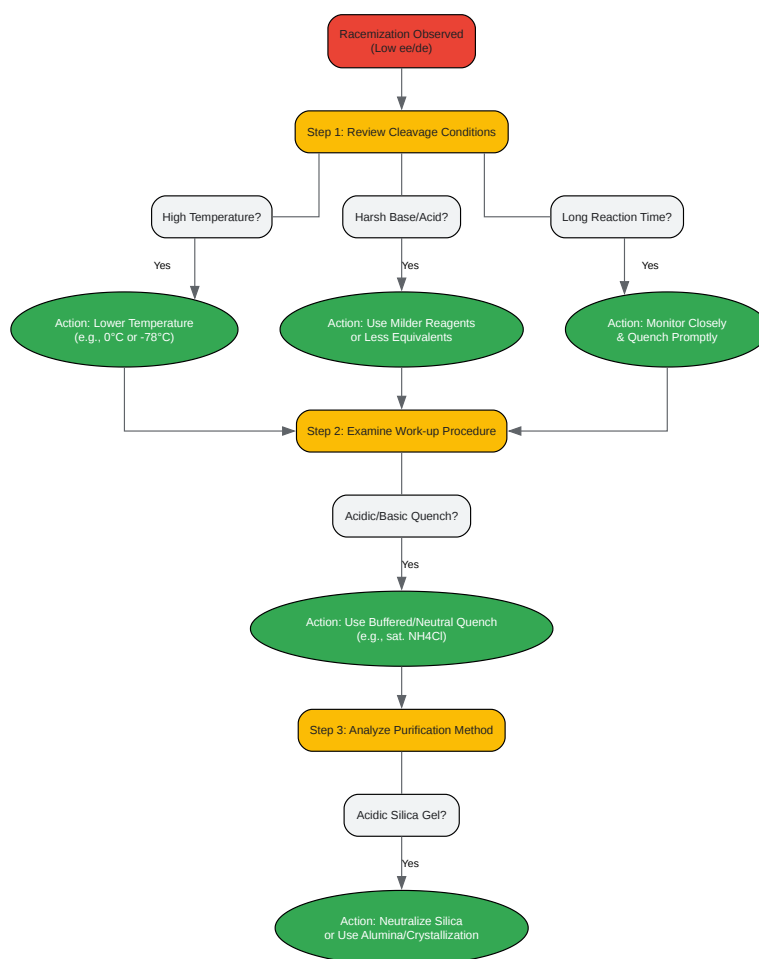 Racemization Observed
(Low ee/de)
Step 1: Review Cleavage Conditions
High Temperature?
Harsh Base/Acid?
Long Reaction Time?
Yes
Yes
Yes
Action: Lower Temperature
(e.g., 0°C or -78°C)
Action: Use Milder Reagents
or Less Equivalents
Action: Monitor Closely
& Quench Promptly
Step 2: Examine Work-up Procedure
Acidic/Basic Quench?
Yes
Action: Use Buffered/Neutral Quench
(e.g., sat. NH4Cl)
Step 3: Analyze Purification Method
Acidic Silica Gel?
Yes
Action: Neutralize Silica
or Use Alumina/Crystallization